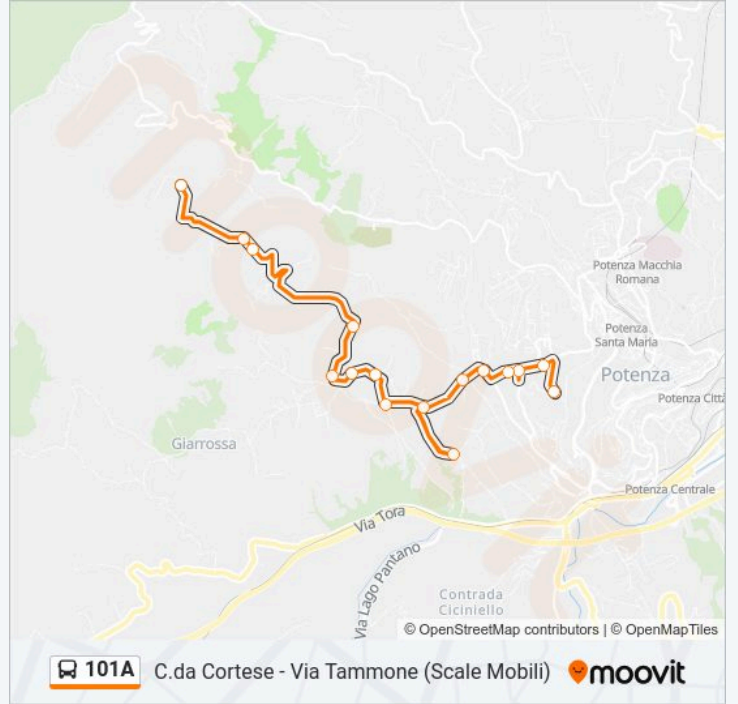 Potenza Macchia
Romana
Potenza
Santa Maria
Potenza
Potenza Citt
Giarrossa
Potenza Centrale
Via Tora
Via Lago Pantano
Contrada
Ciciniello
© OpenStreetMap contributors | © OpenMapTiles
101A C.da Cortese - Via Tammone (Scale Mobili) moovit